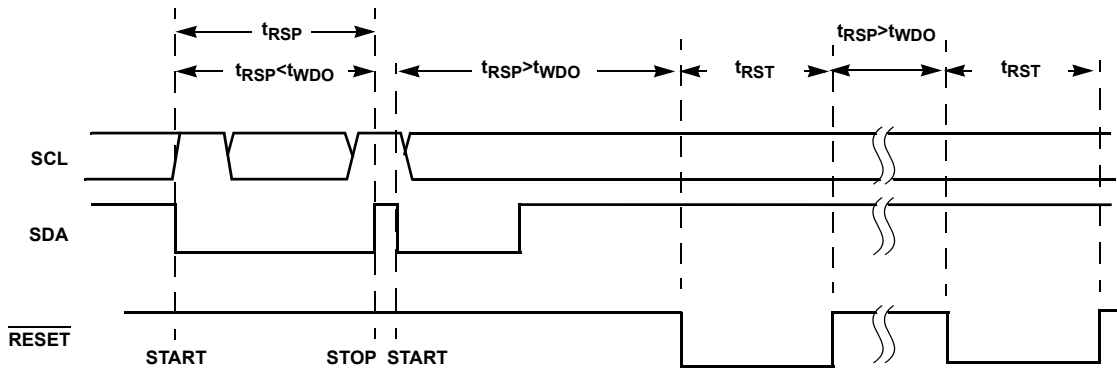 tRSP
tRSP<tWDO
tRSP>tWDO
tRST
tRSP>tWDO
tRST
SCL
SDA
RESET
START
STOP
START